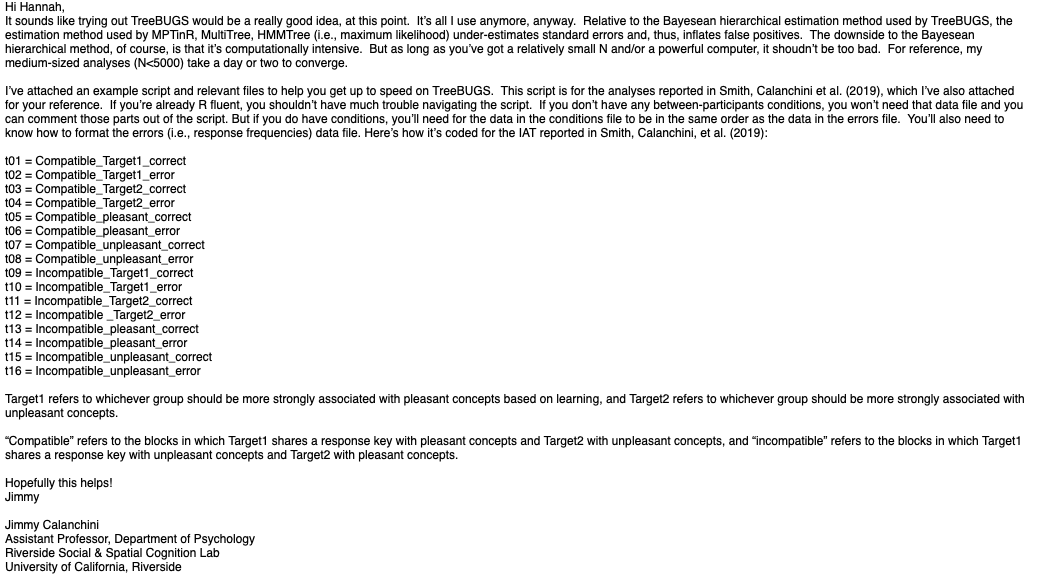 Hi Hannah,
It sounds like trying out TreeBUGS would be a really good idea, at this point.  It's all I use anymore, anyway.  Relative to the Bayesian hierarchical estimation method used by TreeBUGS, the
estimation method used by MPTinR, MultiTree, HMMTree (i.e., maximum likelihood) under-estimates standard errors and, thus, inflates false positives.  The downside to the Bayesean
hierarchical method, of course, is that it's computationally intensive.  But as long as you've got a relatively small N and/or a powerful computer, it shoudn't be too bad.  For reference, my
medium-sized analyses (N<5000) take a day or two to converge.

I've attached an example script and relevant files to help you get up to speed on TreeBUGS.  This script is for the analyses reported in Smith, Calanchini et al. (2019), which I've also attached
for your reference.  If you're already R fluent, you shouldn't have much trouble navigating the script.  If you don't have any between-participants conditions, you won't need that data file and you
can comment those parts out of the script. But if you do have conditions, you'll need for the data in the conditions file to be in the same order as the data in the errors file.  You'll also need to
know how to format the errors (i.e., response frequencies) data file. Here's how it's coded for the IAT reported in Smith, Calanchini, et al. (2019):

t01 = Compatible_Target1_correct
t02 = Compatible_Target1_error
t03 = Compatible_Target2_correct
t04 = Compatible_Target2_error
t05 = Compatible_pleasant_correct
t06 = Compatible_pleasant_error
t07 = Compatible_unpleasant_correct
t08 = Compatible_unpleasant_error
t09 = Incompatible_Target1_correct
t10 = Incompatible_Target1_error
t11 = Incompatible_Target2_correct
t12 = Incompatible _Target2_error
t13 = Incompatible_pleasant_correct
t14 = Incompatible_pleasant_error
t15 = Incompatible_unpleasant_correct
t16 = Incompatible_unpleasant_error

Target1 refers to whichever group should be more strongly associated with pleasant concepts based on learning, and Target2 refers to whichever group should be more strongly associated with
unpleasant concepts.

“Compatible” refers to the blocks in which Target1 shares a response key with pleasant concepts and Target2 with unpleasant concepts, and “incompatible” refers to the blocks in which Target1
shares a response key with unpleasant concepts and Target2 with pleasant concepts.

Hopefully this helps!
Jimmy

Jimmy Calanchini
Assistant Professor, Department of Psychology
Riverside Social & Spatial Cognition Lab
University of California, Riverside